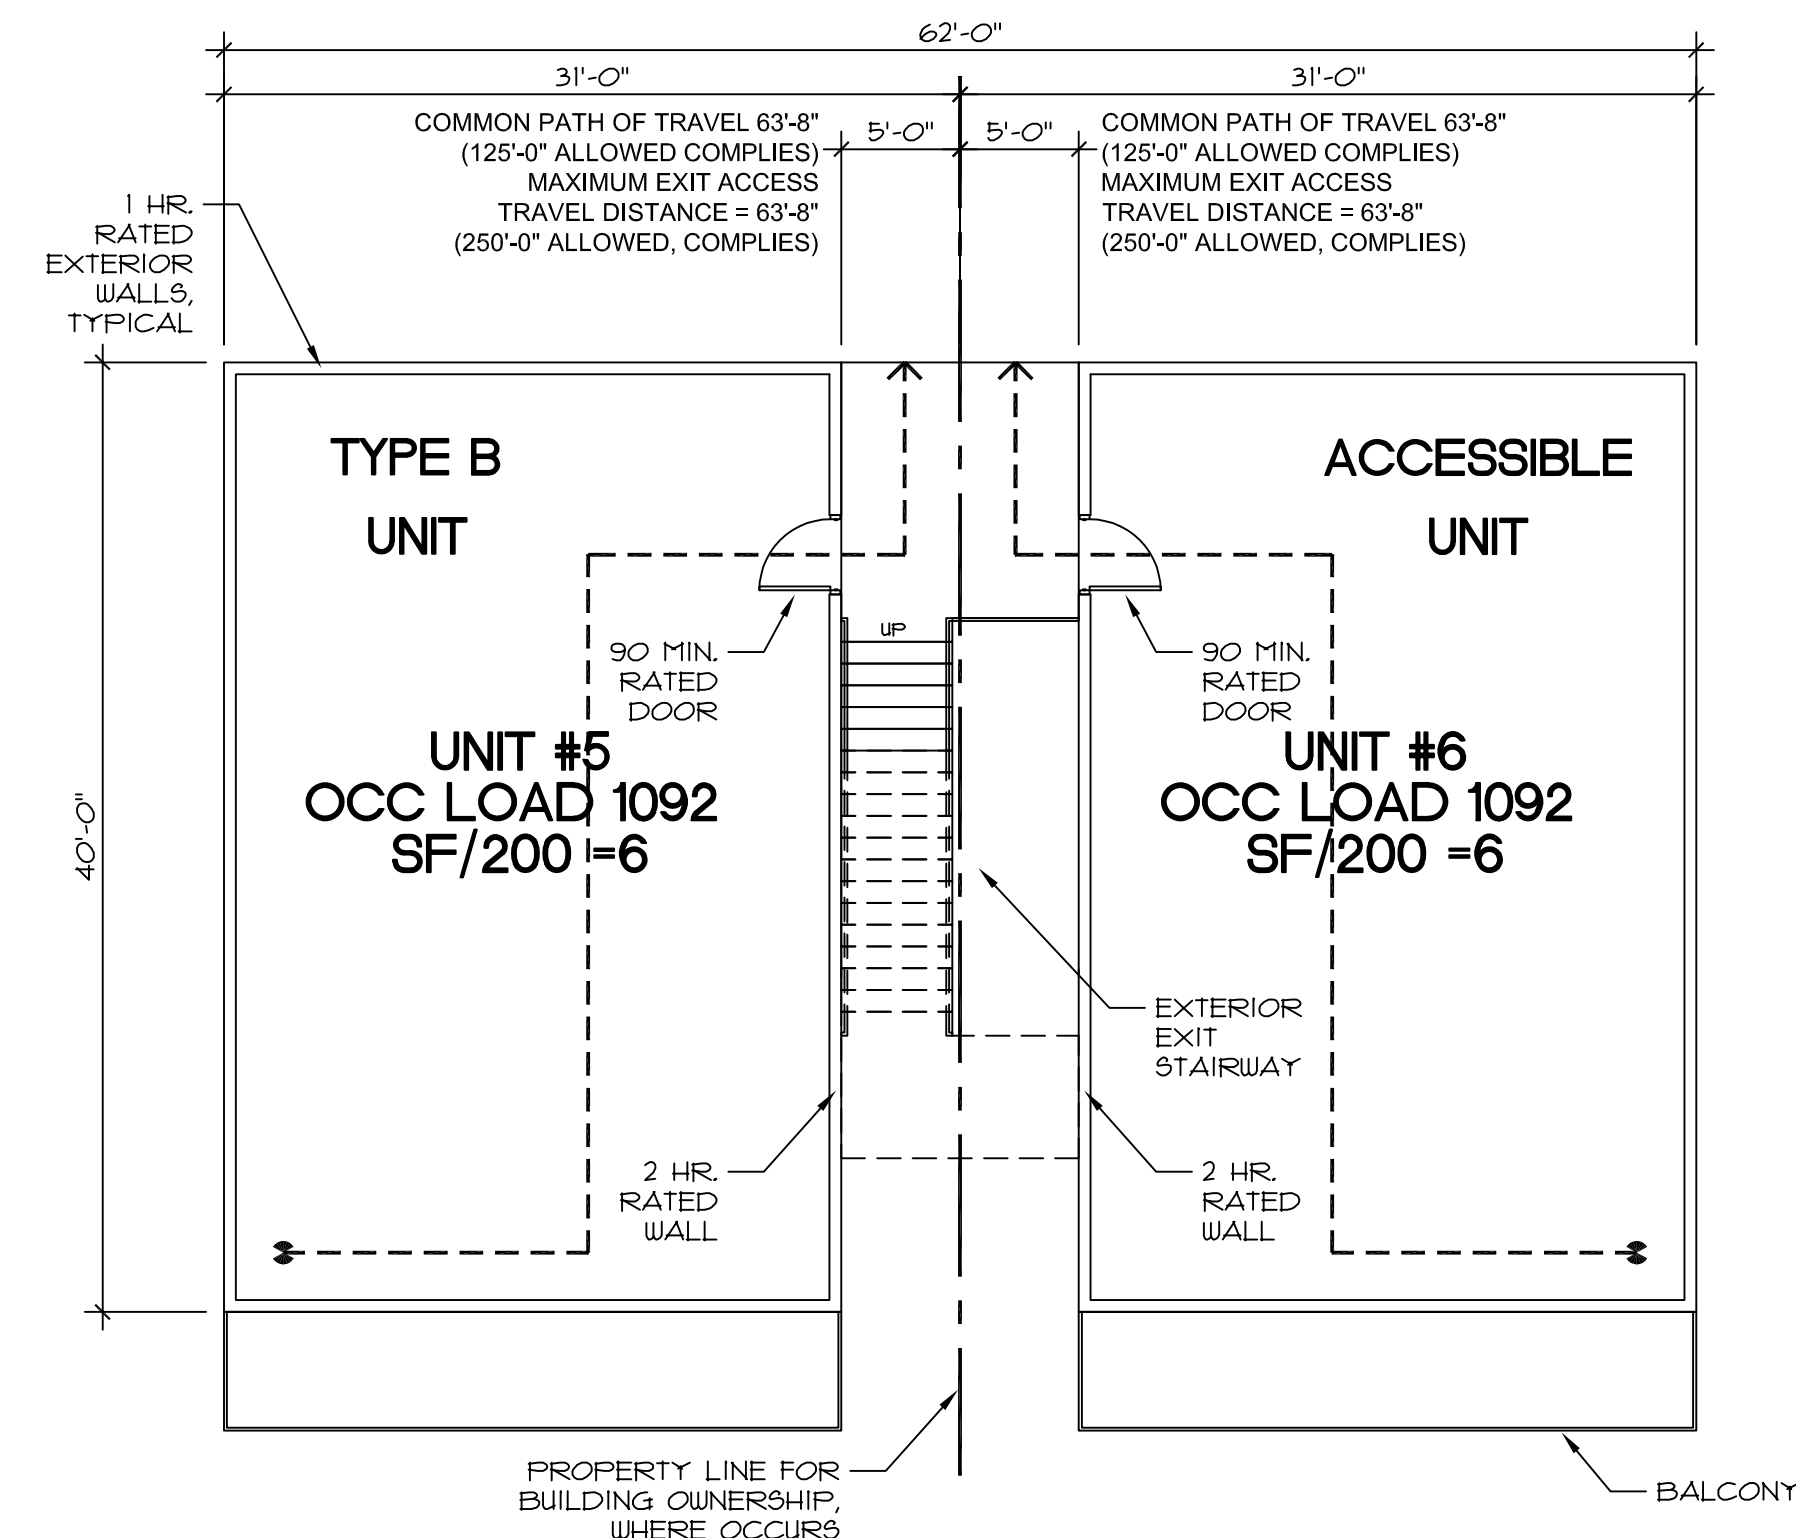 62'-0"
31'-0"
31'-0"
COMMON PATH OF TRAVEL 63'-8"
(125'-0" ALLOWED COMPLIES)
MAXIMUM EXIT ACCESS
TRAVEL DISTANCE = 63'-8"
(250'-0" ALLOWED, COMPLIES)
5'-0"
5'-0"
COMMON PATH OF TRAVEL 63'-8"
(125'-0" ALLOWED COMPLIES)
MAXIMUM EXIT ACCESS
TRAVEL DISTANCE = 63'-8"
(250'-0" ALLOWED, COMPLIES)
1 HR.
RATED
EXTERIOR
WALLS,
TYPICAL
TYPE B
UNIT
ACCESSIBLE
UNIT
UP
90 MIN.
RATED
DOOR
90 MIN.
RATED
DOOR
UNIT #5
OCC LOAD 1092
SF/200 =6
UNIT #6
OCC LOAD 1092
SF/200 =6
40'-0"
EXTERIOR
EXIT
STAIRWAY
2 HR.
RATED
WALL
2 HR.
RATED
WALL
PROPERTY LINE FOR
BUILDING OWNERSHIP,
WHERE OCCURS
BALCONY